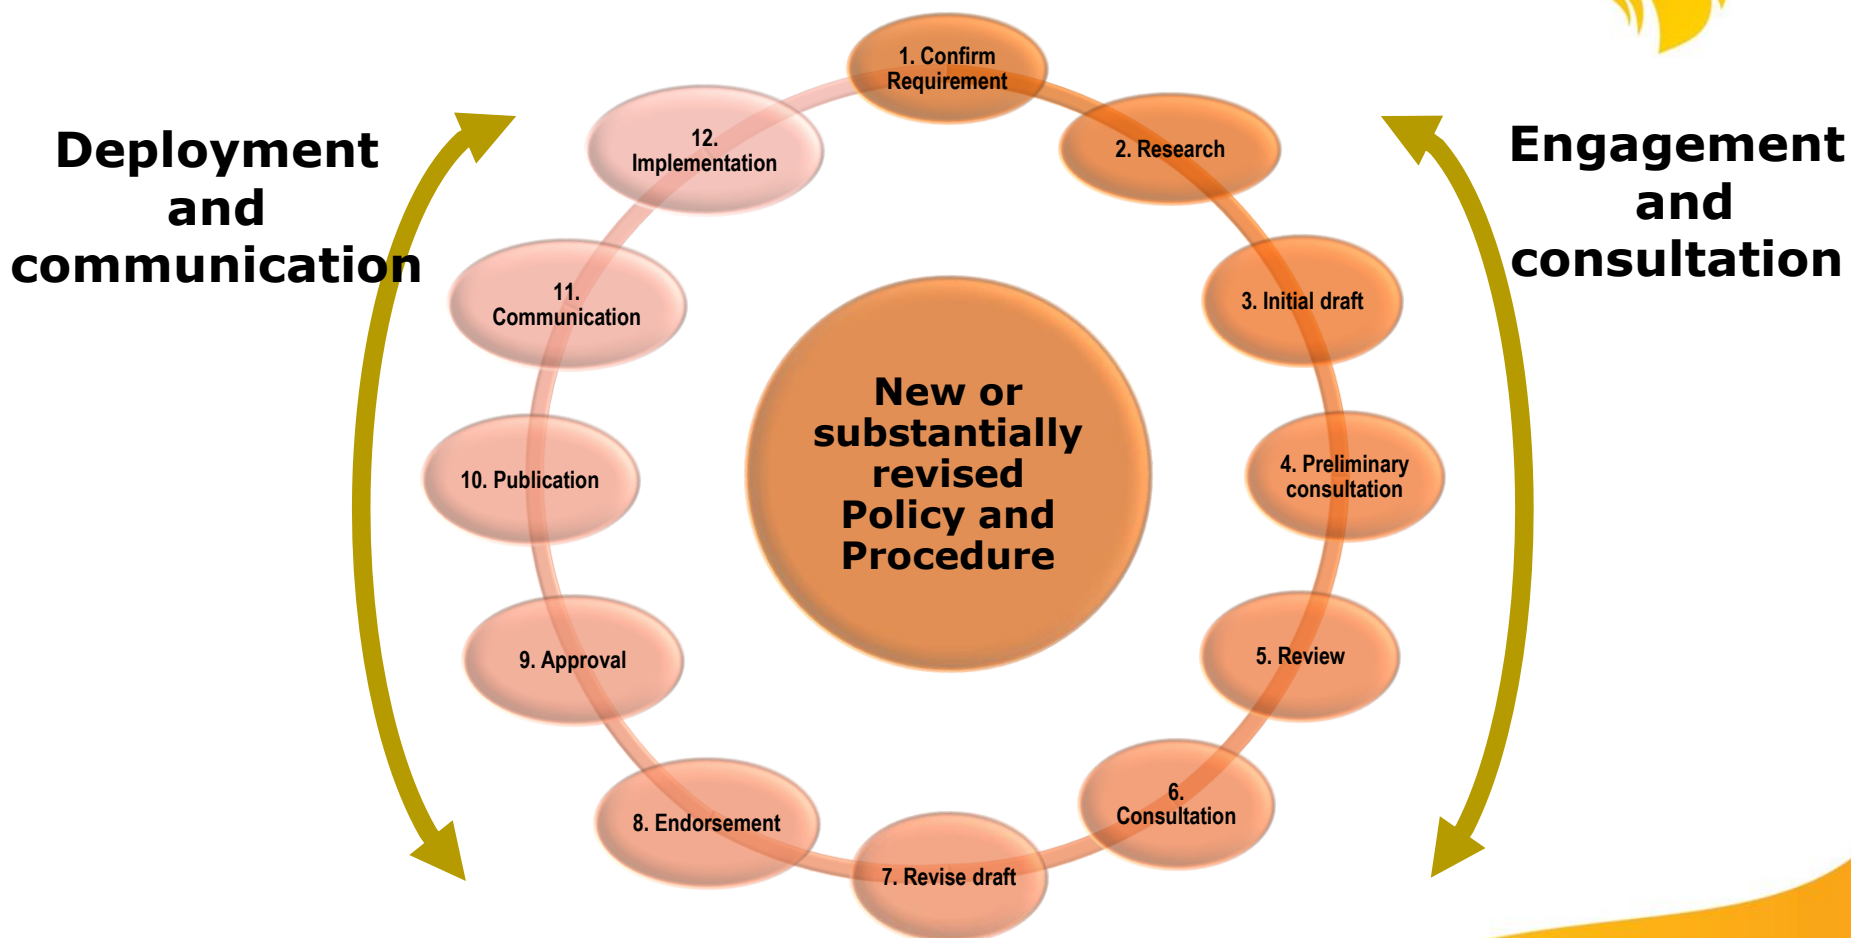 Deployment
and
communication
Engagement
and
consultation
1. Confirm
Requirement
2. Research
3. Initial draft
4. Preliminary
consultation
5. Review
6.
Consultation
7. Revise draft
8. Endorsement
9. Approval
10. Publication
11.
Communication
12.
Implementation
New or
substantially
revised
Policy and
Procedure